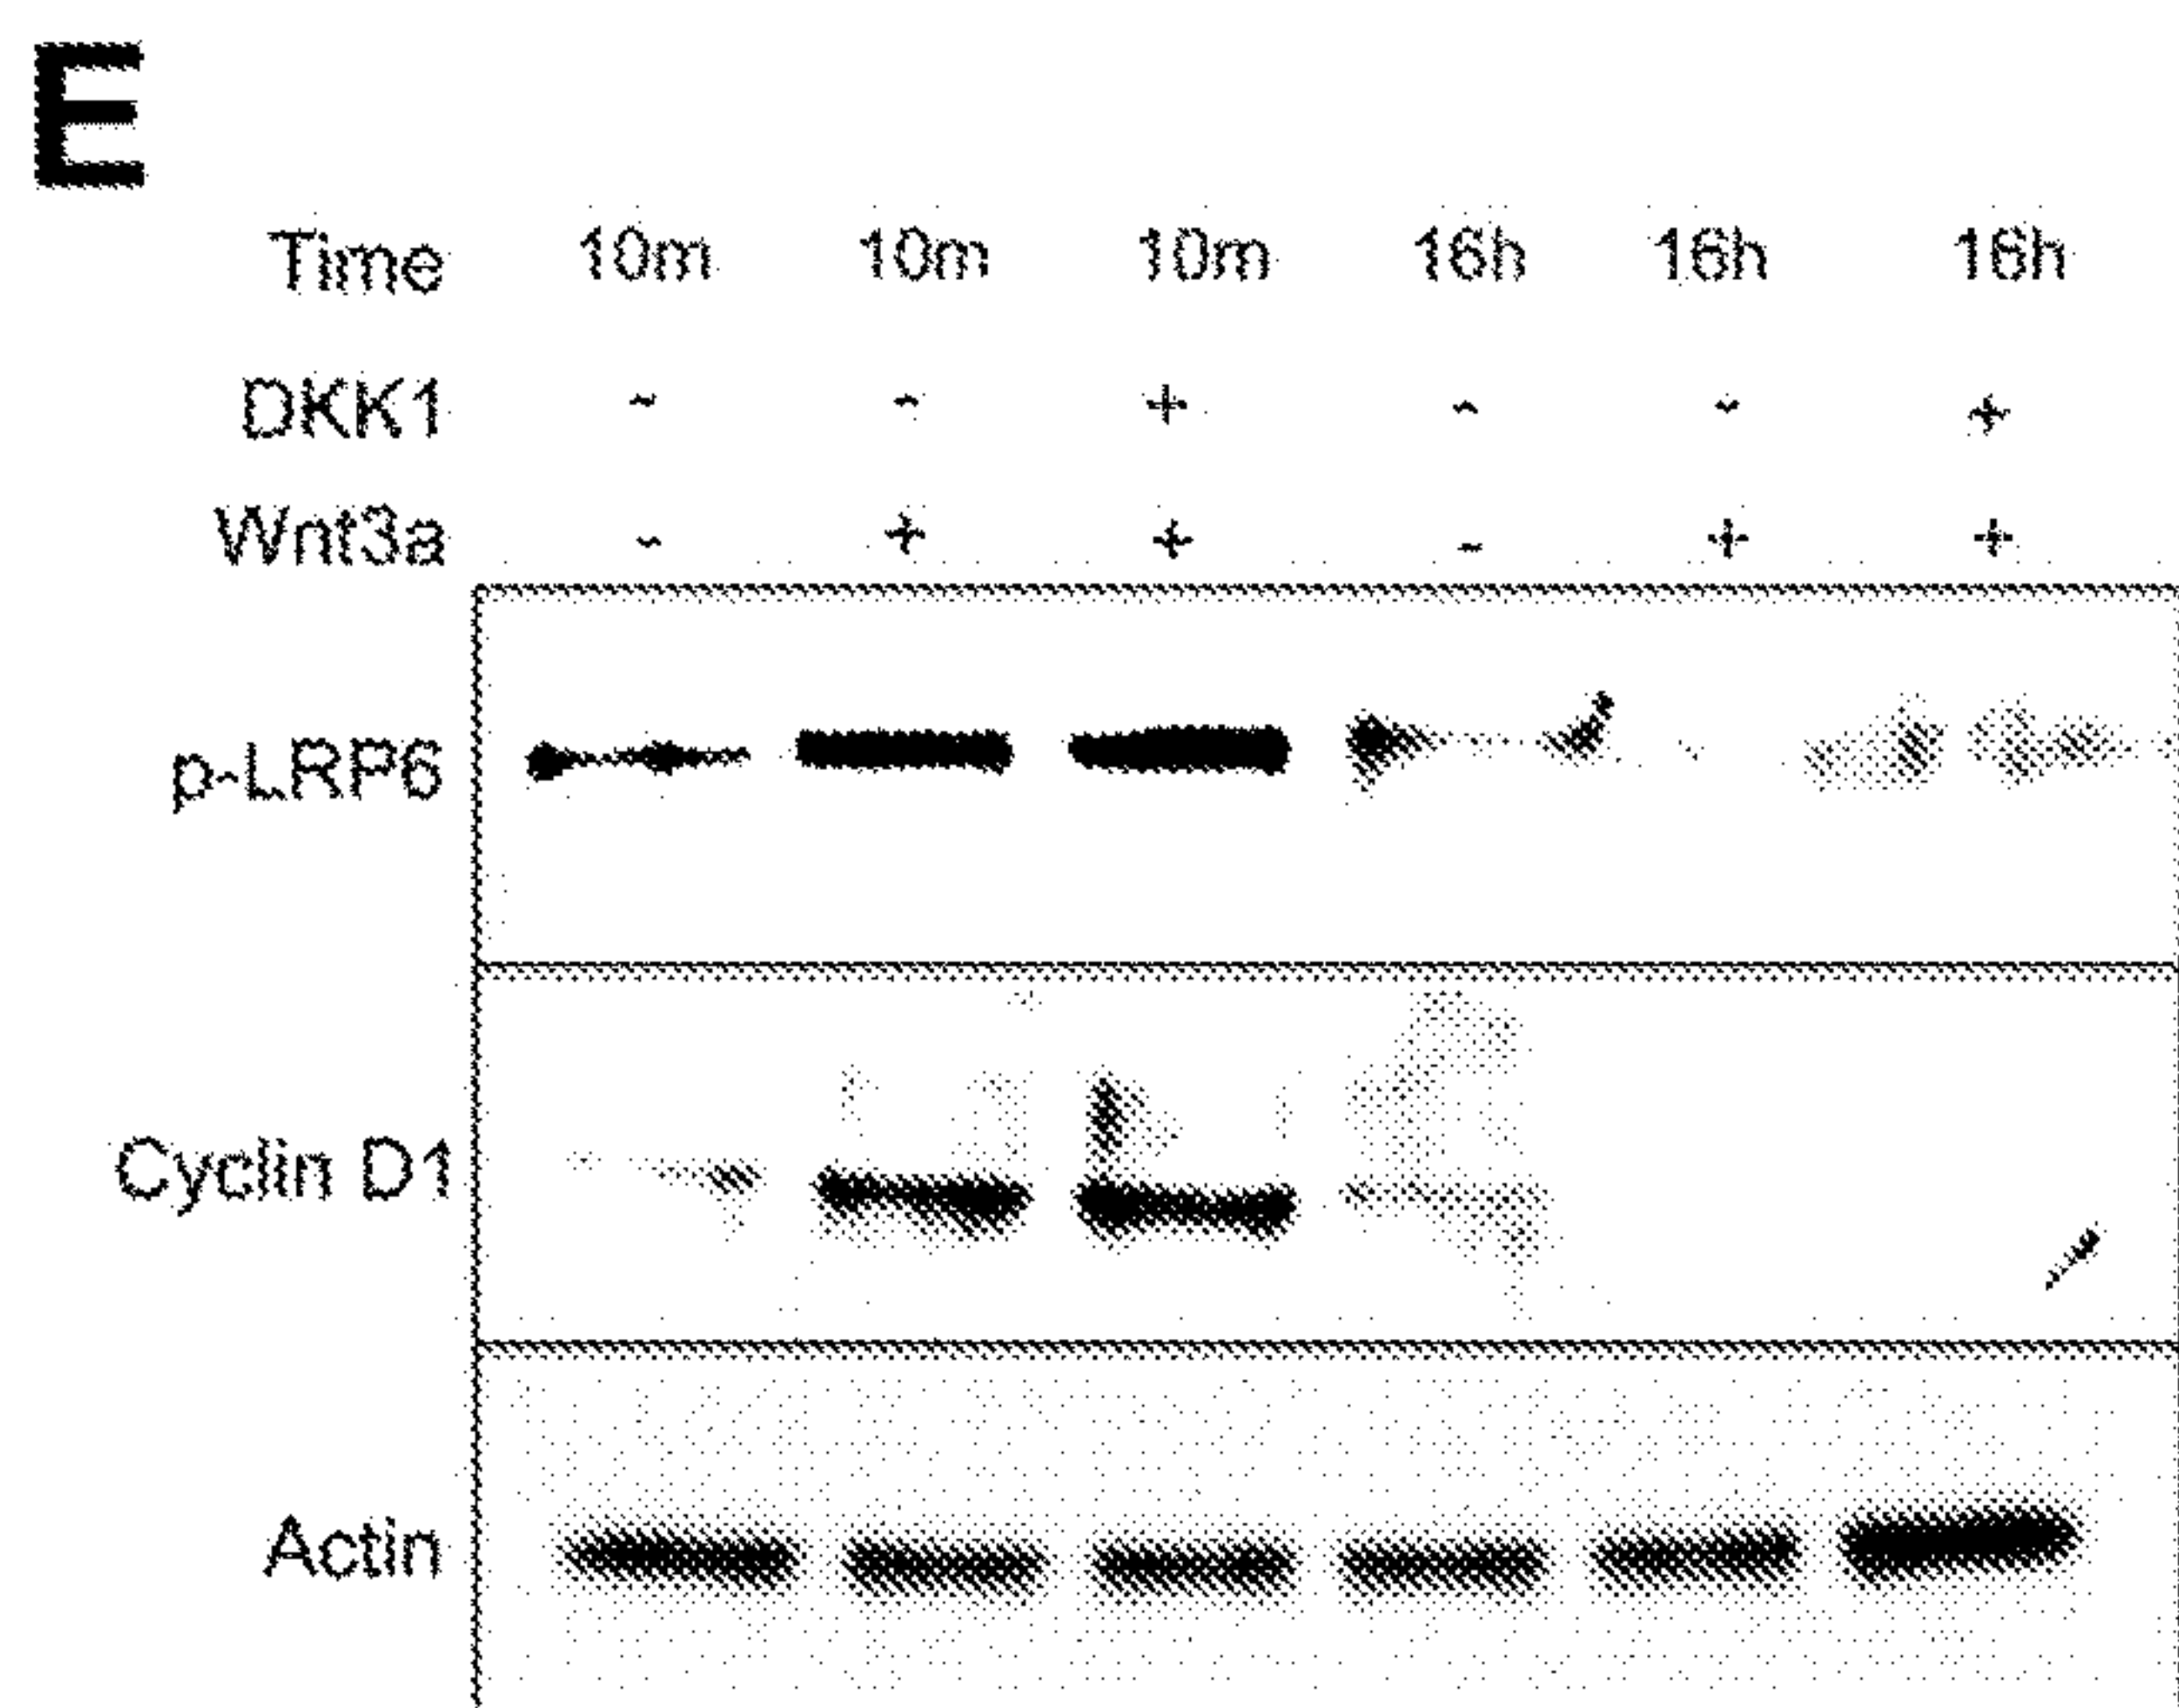 E
Time 10m 10m 10m 16h 16h 16h
DKK1 - - + - - +
Wnt3a - + + - + +
p-LRP6
Cyclin D1
Actin